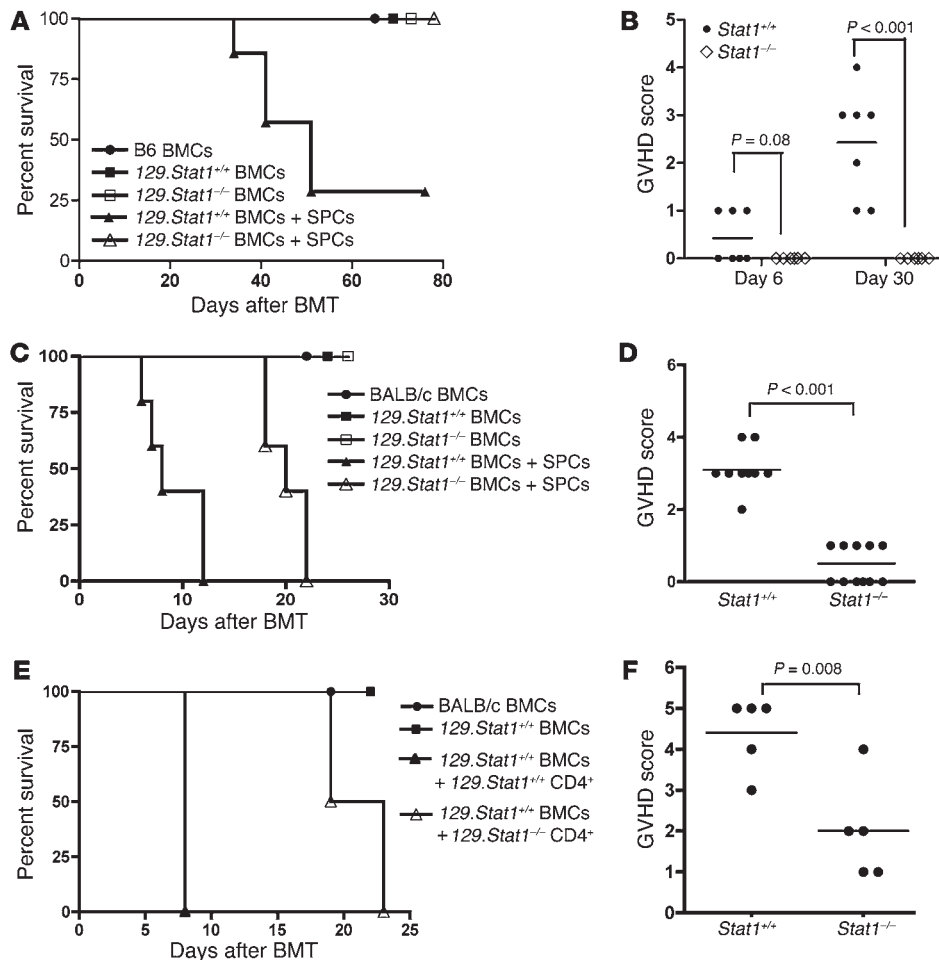 A
Percent survival
100
75
50
25
0
B6 BMCs
129.Stat1+/+ BMCs
129.Stat1−/− BMCs
129.Stat1+/+ BMCs + SPCs
129.Stat1−/− BMCs + SPCs
0 20 40 60 80
Days after BMT
B
GVHD score
5
4
3
2
1
0
Stat1+/+
Stat1−/−
P < 0.001
P = 0.08
Day 6 Day 30
C
Percent survival
100
75
50
25
0
BALB/c BMCs
129.Stat1+/+ BMCs
129.Stat1−/− BMCs
129.Stat1+/+ BMCs + SPCs
129.Stat1−/− BMCs + SPCs
0 10 20 30
Days after BMT
D
GVHD score
6
4
2
0
P < 0.001
Stat1+/+ Stat1−/−
E
Percent survival
100
75
50
25
0
BALB/c BMCs
129.Stat1+/+ BMCs
129.Stat1+/+ BMCs
+ 129.Stat1+/+ CD4+
129.Stat1+/+ BMCs
+ 129.Stat1−/− CD4+
0 5 10 15 20 25
Days after BMT
F
GVHD score
6
5
4
3
2
1
0
P = 0.008
Stat1+/+ Stat1−/−